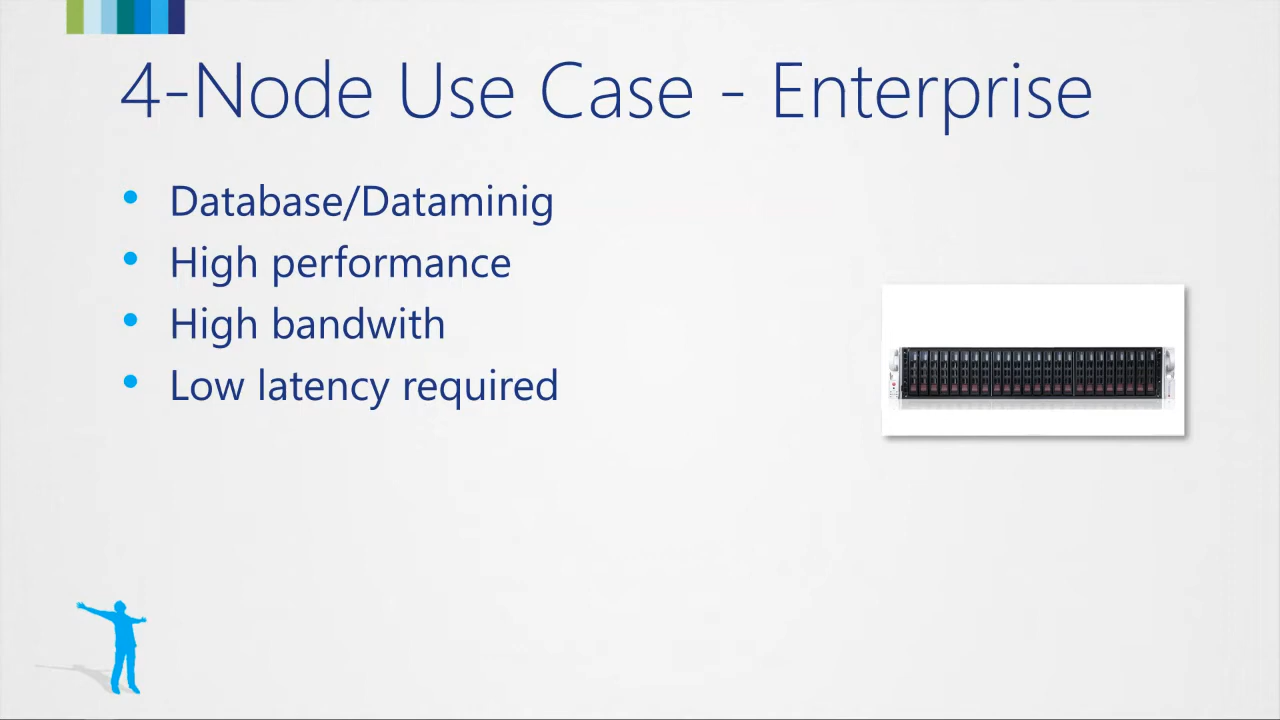 4-Node Use Case - Enterprise
• Database/Dataminig
• High performance
• High bandwith
• Low latency required